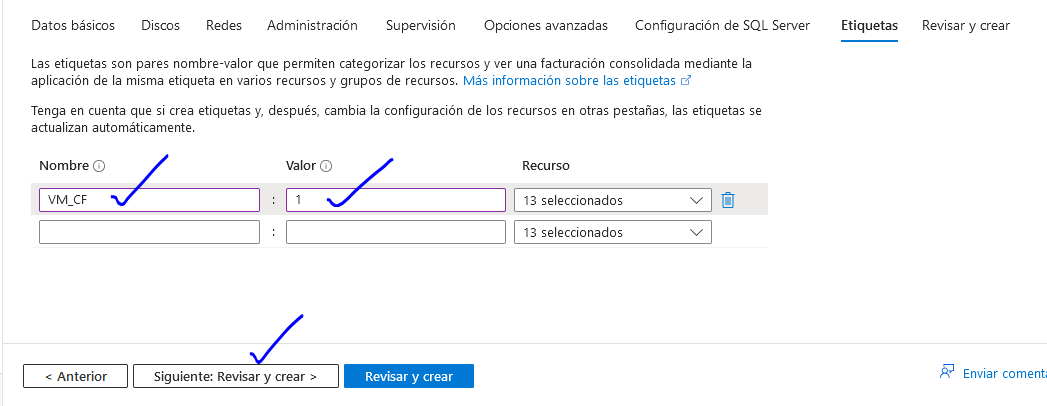 Datos básicos Discos Redes Administración Supervisión Opciones avanzadas Configuración de SQL Server Etiquetas Revisar y crear
Las etiquetas son pares nombre-valor que permiten categorizar los recursos y ver una facturación consolidada mediante la
aplicación de la misma etiqueta en varios recursos y grupos de recursos. Más información sobre las etiquetas
Tenga en cuenta que si crea etiquetas y, después, cambia la configuración de los recursos en otras pestañas, las etiquetas se
actualizan automáticamente.
Nombre Valor Recurso
VM_CF : 1 13 seleccionados
: 13 seleccionados
< Anterior Siguiente: Revisar y crear > Revisar y crear Enviar comenta